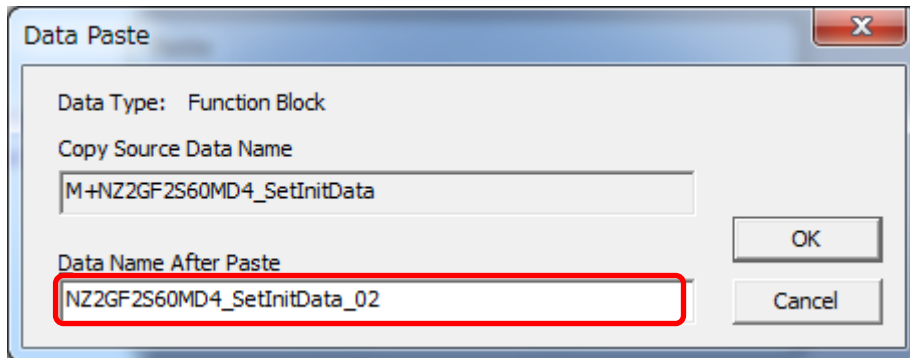 Data Paste
Data Type: Function Block
Copy Source Data Name
M+NZ2GF2S60MD4_SetInitData
OK
Data Name After Paste
NZ2GF2S60MD4_SetInitData_02
Cancel